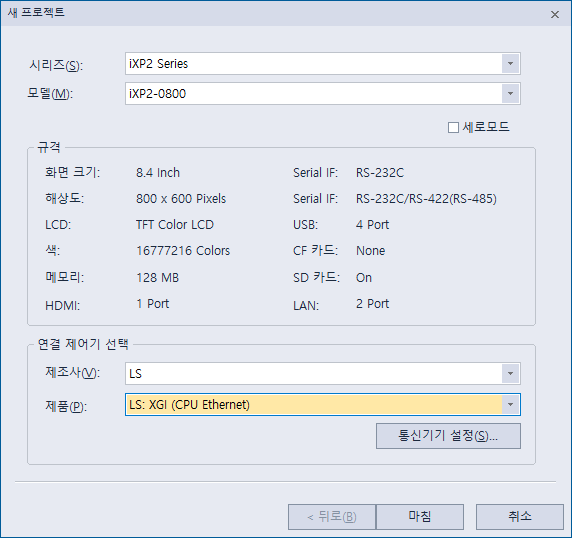 새 프로젝트
시리즈(S): iXP2 Series
모델(M): iXP2-0800
세로모드
규격
화면 크기: 8.4 Inch Serial IF: RS-232C
해상도: 800 x 600 Pixels Serial IF: RS-232C/RS-422(RS-485)
LCD: TFT Color LCD USB: 4 Port
색: 16777216 Colors CF 카드: None
메모리: 128 MB SD 카드: On
HDMI: 1 Port LAN: 2 Port
연결 제어기 선택
제조사(V): LS
제품(P): LS: XGI (CPU Ethernet)
통신기기 설정(S)...
< 뒤로(B) 마침 취소